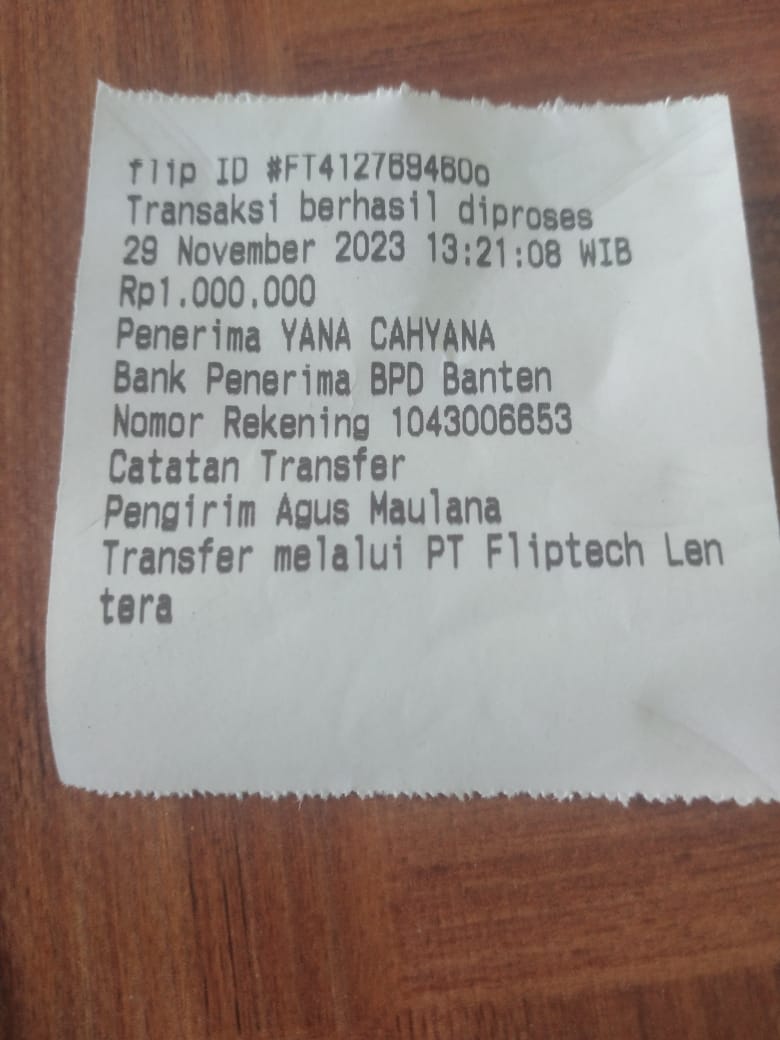 flip ID #FT412769460o
Transaksi berhasil diproses
29 November 2023 13:21:08 WIB
Rp1.000.000
Penerima YANA CAHYANA
Bank Penerima BPD Banten
Nomor Rekening 1043006653
Catatan Transfer
Pengirim Agus Maulana
Transfer melalui PT Fliptech Len
tera